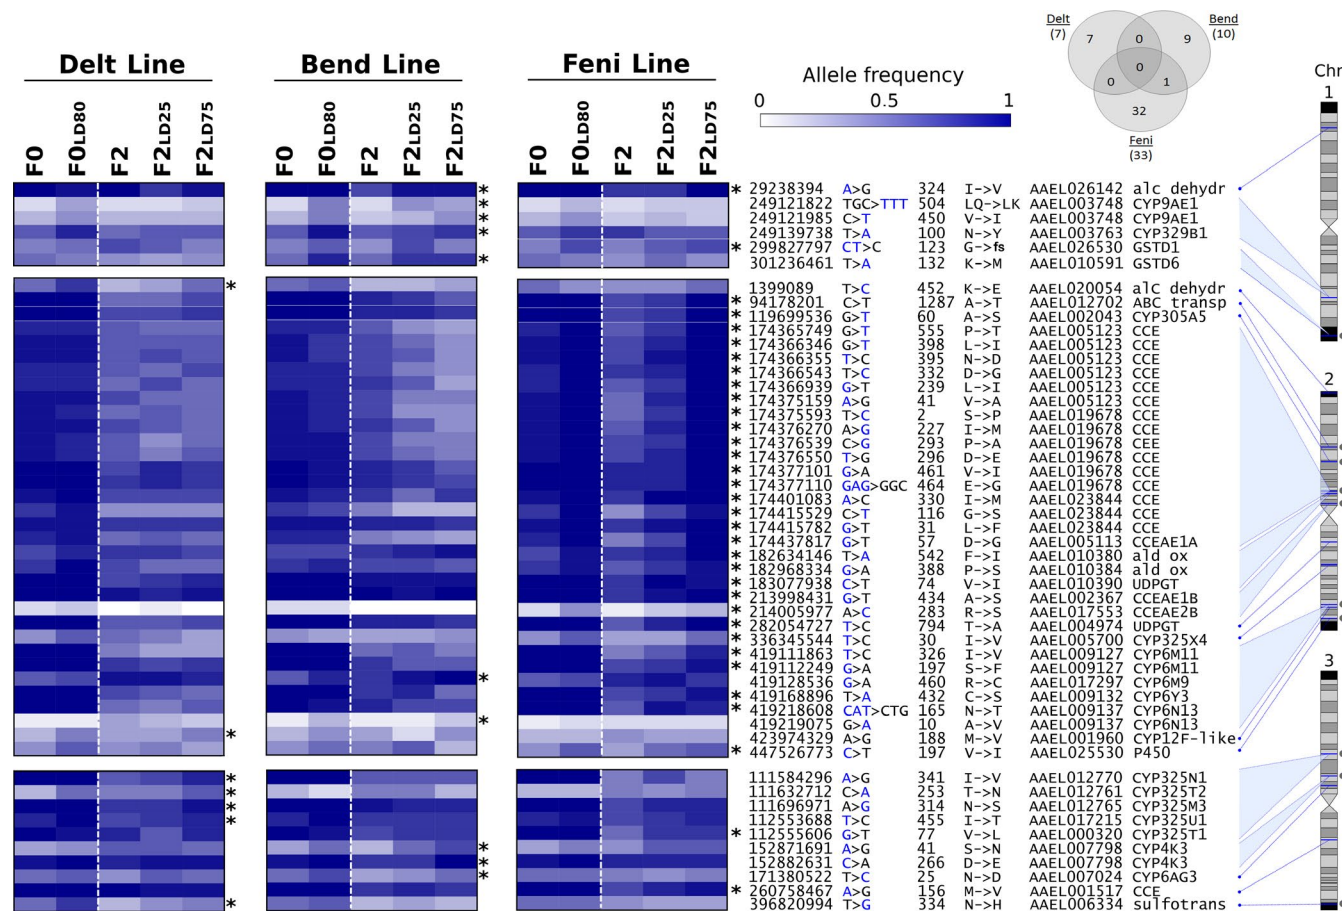 Delt
(7)
Bend
(10)
7
0
9
0
0
1
32
Feni
(33)
Delt Line
Bend Line
Feni Line
Allele frequency
0
0.5
1
F0
F0LD80
F2
F2LD25
F2LD75
F0
F0LD80
F2
F2LD25
F2LD75
F0
F0LD80
F2
F2LD25
F2LD75
Chr
1
2
3
* * 29238394 A>G 324 I->V AAEL026142 alc dehydr
* 249121822 TGC>TTT 504 LQ->LK AAEL003748 CYP9AE1
* 249121985 C>T 450 V->I AAEL003748 CYP9AE1
* 249139738 T>A 100 N->Y AAEL003763 CYP329B1
* 299827797 CT>C 123 G->fs AAEL026530 GSTD1
* 301236461 T>A 132 K->M AAEL010591 GSTD6
* 1399089 T>C 452 K->E AAEL020054 alc dehydr
* 94178201 C>T 1287 A->T AAEL012702 ABC transp
* 119699536 G>T 60 A->S AAEL002043 CYP305A5
* 174365749 G>T 555 P->T AAEL005123 CCE
* 174366346 G>T 398 L->I AAEL005123 CCE
* 174366355 T>C 395 N->D AAEL005123 CCE
* 174366543 T>C 332 D->G AAEL005123 CCE
* 174366939 G>T 239 L->I AAEL005123 CCE
* 174375159 A>G 41 V->A AAEL005123 CCE
* 174375593 T>C 2 S->P AAEL019678 CCE
* 174376270 A>G 227 I->M AAEL019678 CCE
* 174376539 C>G 293 P->A AAEL019678 CEE
* 174376550 T>G 296 D->E AAEL019678 CCE
* 174377101 G>A 461 V->I AAEL019678 CCE
* 174377110 GAG>GGC 464 E->G AAEL019678 CCE
* 174401083 A>C 330 I->M AAEL023844 CCE
* 174415529 C>T 116 G->S AAEL023844 CCE
* 174415782 G>T 31 L->F AAEL023844 CCE
* 174437817 G>T 57 D->G AAEL005113 CCEAE1A
* 182634146 T>A 542 F->I AAEL010380 ald ox
* 182968334 G>A 388 P->S AAEL010384 ald ox
* 183077938 C>T 74 V->I AAEL010390 UDPGT
* 213998431 G>T 434 A->S AAEL002367 CCEAE1B
* 214005977 A>C 283 R->S AAEL017553 CCEAE2B
* 282054727 T>C 794 T->A AAEL004974 UDPGT
* 336345544 T>C 30 I->V AAEL005700 CYP325X4
* 419111863 T>C 326 I->V AAEL009127 CYP6M11
* 419112249 G>A 197 S->F AAEL009127 CYP6M11
* 419128536 G>A 460 R->C AAEL017297 CYP6M9
* 419168896 T>A 432 C->S AAEL009132 CYP6Y3
* 419218608 CAT>CTG 165 N->T AAEL009137 CYP6N13
* 419219075 G>A 10 A->V AAEL009137 CYP6N13
* 423974329 A>G 188 M->V AAEL001960 CYP12F-like
* 447526773 C>T 197 V->I AAEL025530 P450
* 111584296 A>G 341 I->V AAEL012770 CYP325N1
* 111632712 C>A 253 T->N AAEL012761 CYP325T2
* 111696971 A>G 314 N->S AAEL012765 CYP325M3
* 112553688 T>C 455 I->T AAEL017215 CYP325U1
* 112555606 G>T 77 V->L AAEL000320 CYP325T1
* 152871691 A>G 41 S->N AAEL007798 CYP4K3
* 152882631 C>A 266 D->E AAEL007798 CYP4K3
* 171380522 T>C 25 N->D AAEL007024 CYP6AG3
* 260758467 A>G 156 M->V AAEL001517 CCE
* 396820994 T>G 334 N->H AAEL006334 sulfotrans